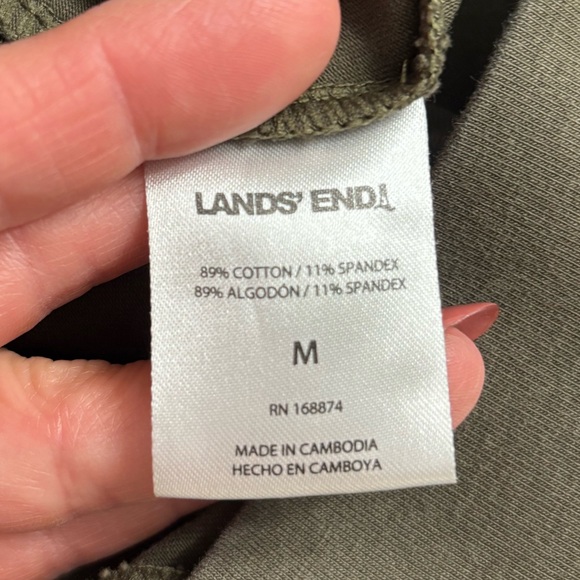 LANDS' END
89% COTTON / 11% SPANDEX
89% ALGODÓN / 11% SPANDEX
M
RN 168874
MADE IN CAMBODIA
HECHO EN CAMBOYA